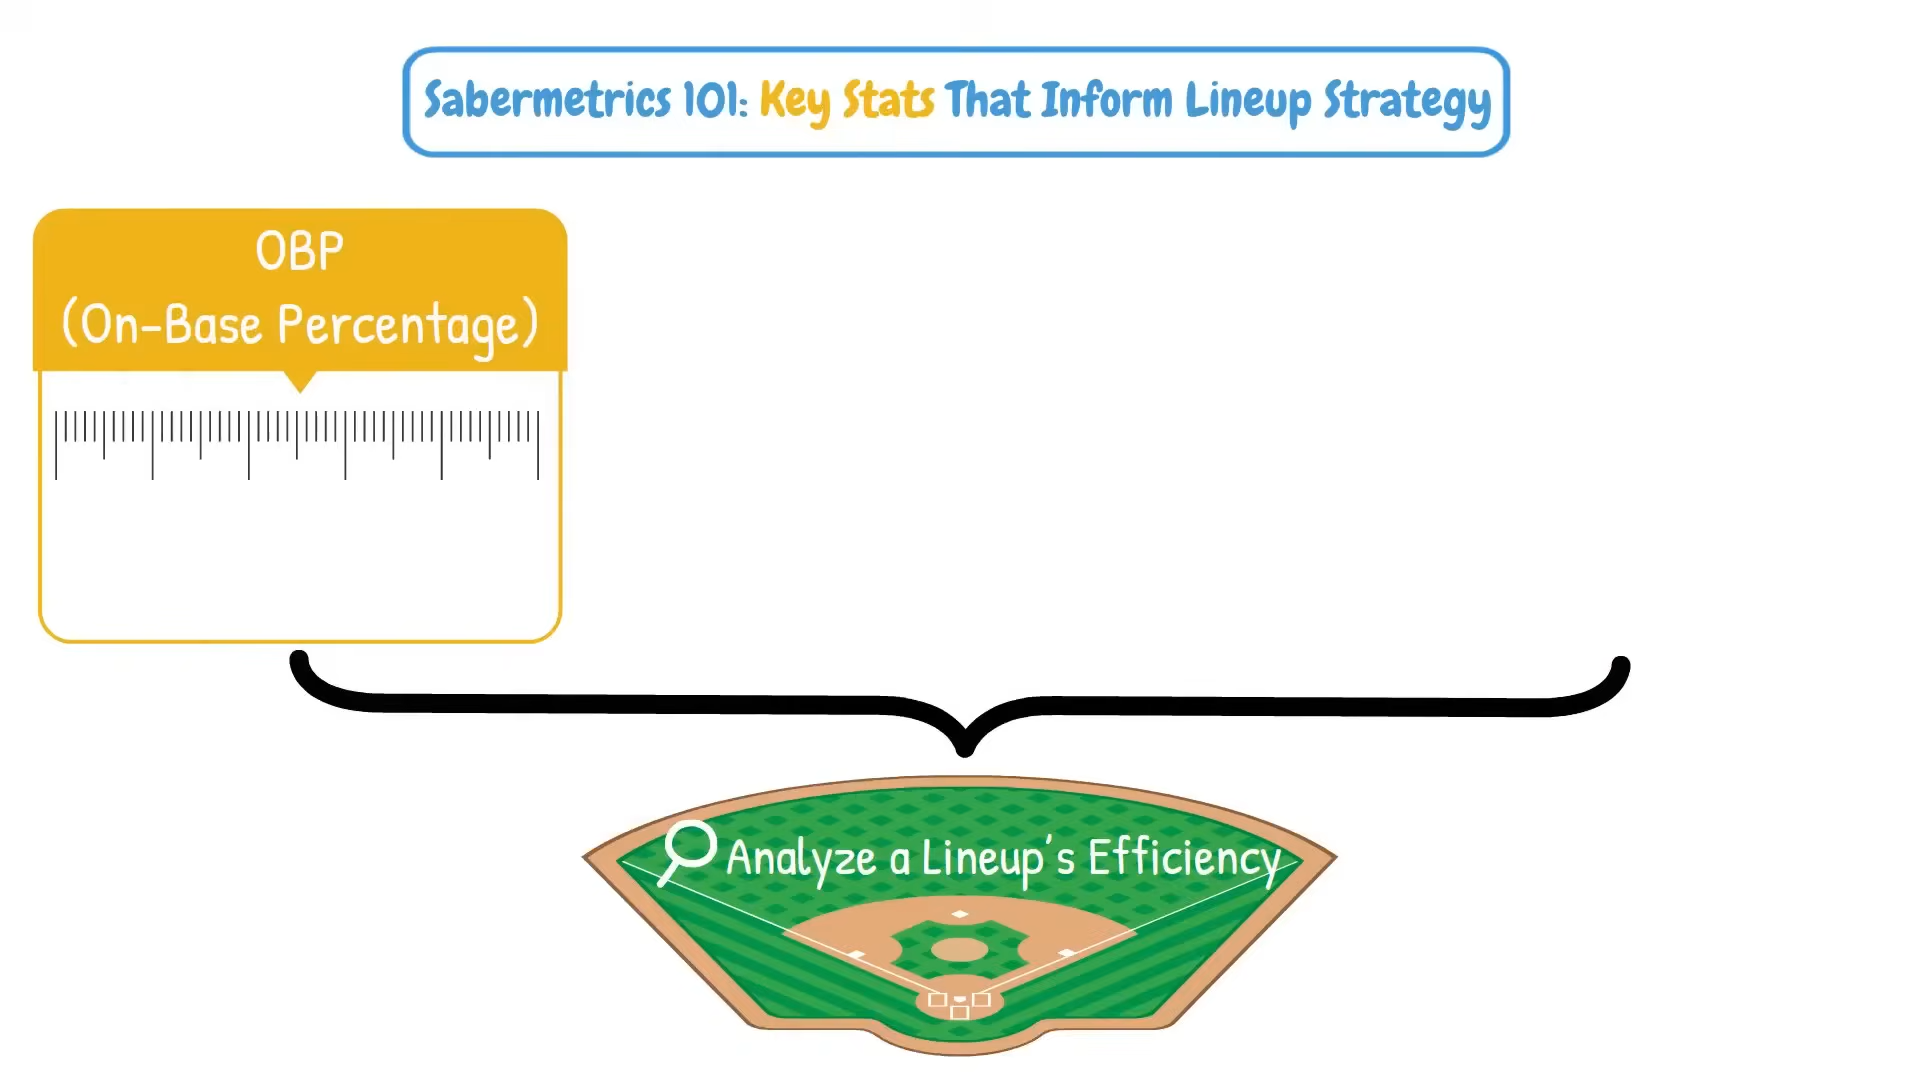 Sabermetrics 101: Key Stats That Inform Lineup Strategy
OBP
(On-Base Percentage)
Analyze a Lineup's Efficiency